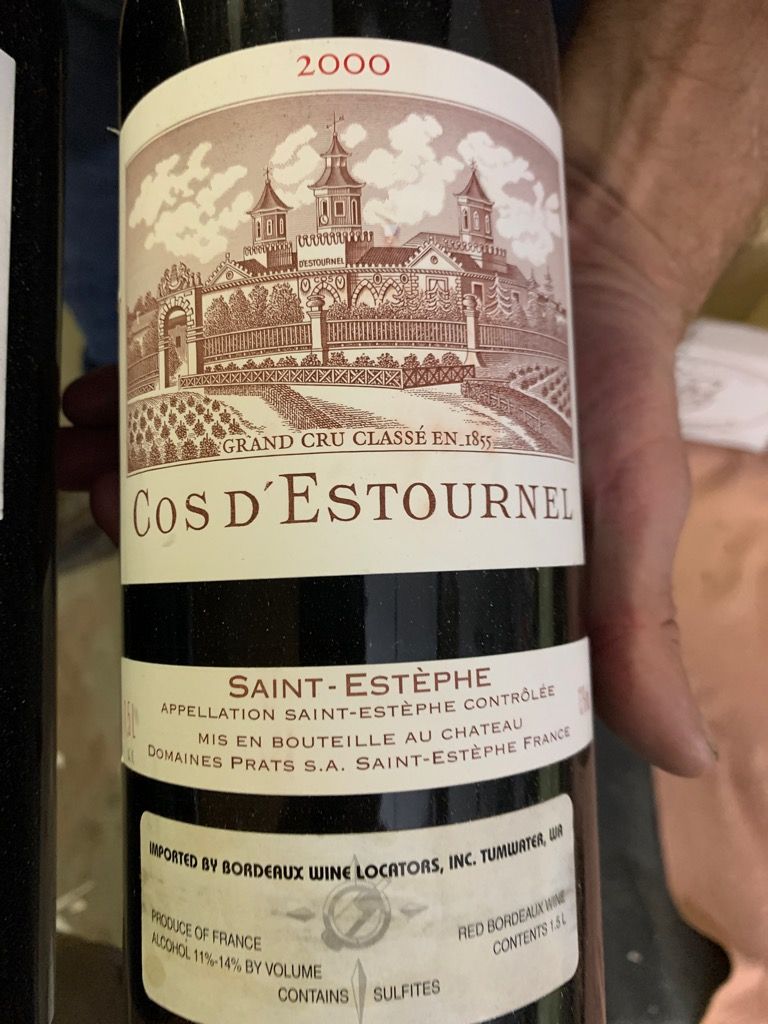 2000
D'ESTOURNEL
GRAND CRU CLASSÉ EN 1855
COS D'ESTOURNEL
SAINT-ESTÈPHE
APPELLATION SAINT-ESTÈPHE CONTRÔLÉE
MIS EN BOUTEILLE AU CHATEAU
DOMAINES PRATS S.A. SAINT-ESTÈPHE FRANCE
IMPORTED BY BORDEAUX WINE LOCATORS, INC. TUMWATER, WA
PRODUCE OF FRANCE
ALCOHOL 11%-14% BY VOLUME
RED BORDEAUX WINE
CONTENTS 1.5 L
CONTAINS SULFITES